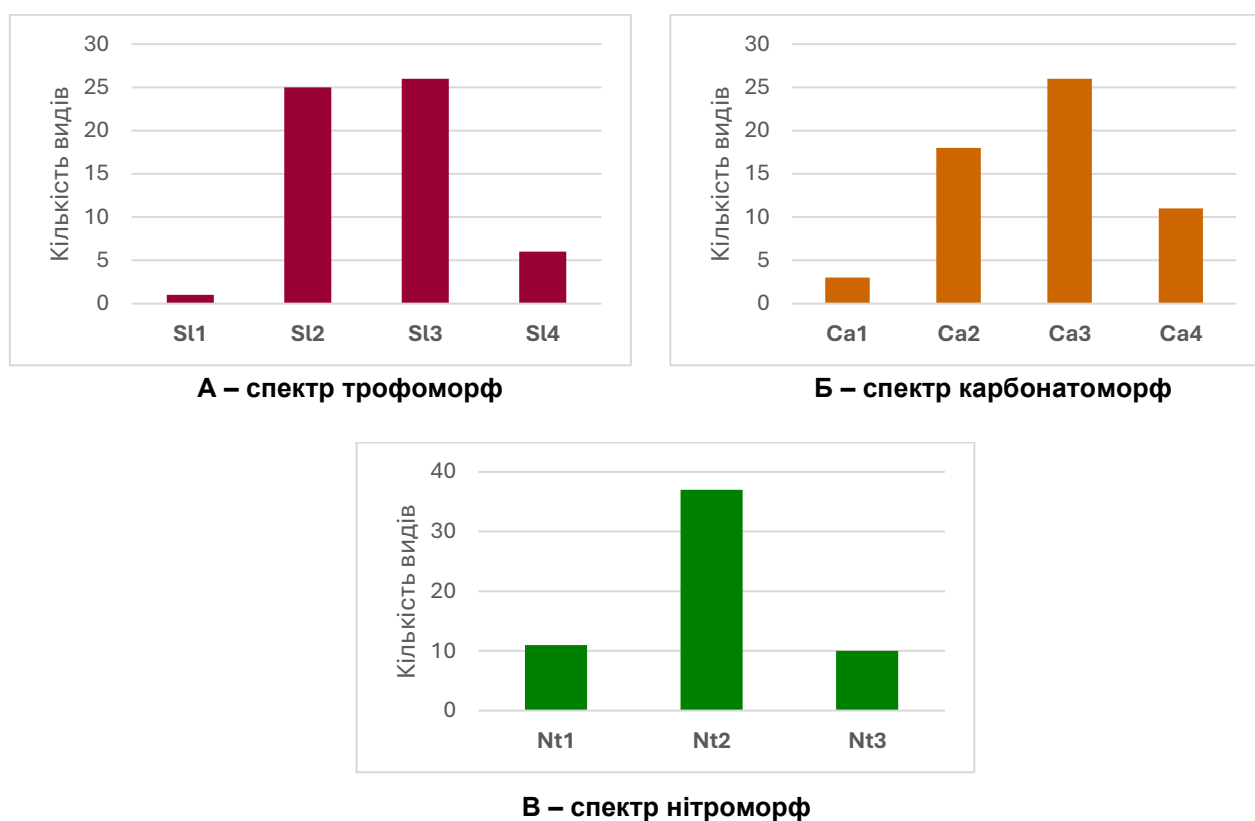 30
25
20
15
10
5
0
Кількість видів
Sl1 Sl2 Sl3 Sl4
А – спектр трофоморф
30
25
20
15
10
5
0
Кількість видів
Ca1 Ca2 Ca3 Ca4
Б – спектр карбонатоморф
40
30
20
10
0
Кількість видів
Nt1 Nt2 Nt3
В – спектр нітроморф